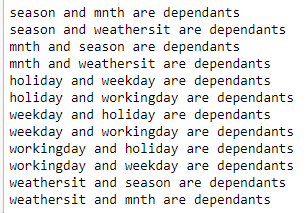 season and mnth are dependants
season and weathersit are dependants
mnth and season are dependants
mnth and weathersit are dependants
holiday and weekday are dependants
holiday and workingday are dependants
weekday and holiday are dependants
weekday and workingday are dependants
workingday and holiday are dependants
workingday and weekday are dependants
weathersit and season are dependants
weathersit and mnth are dependants